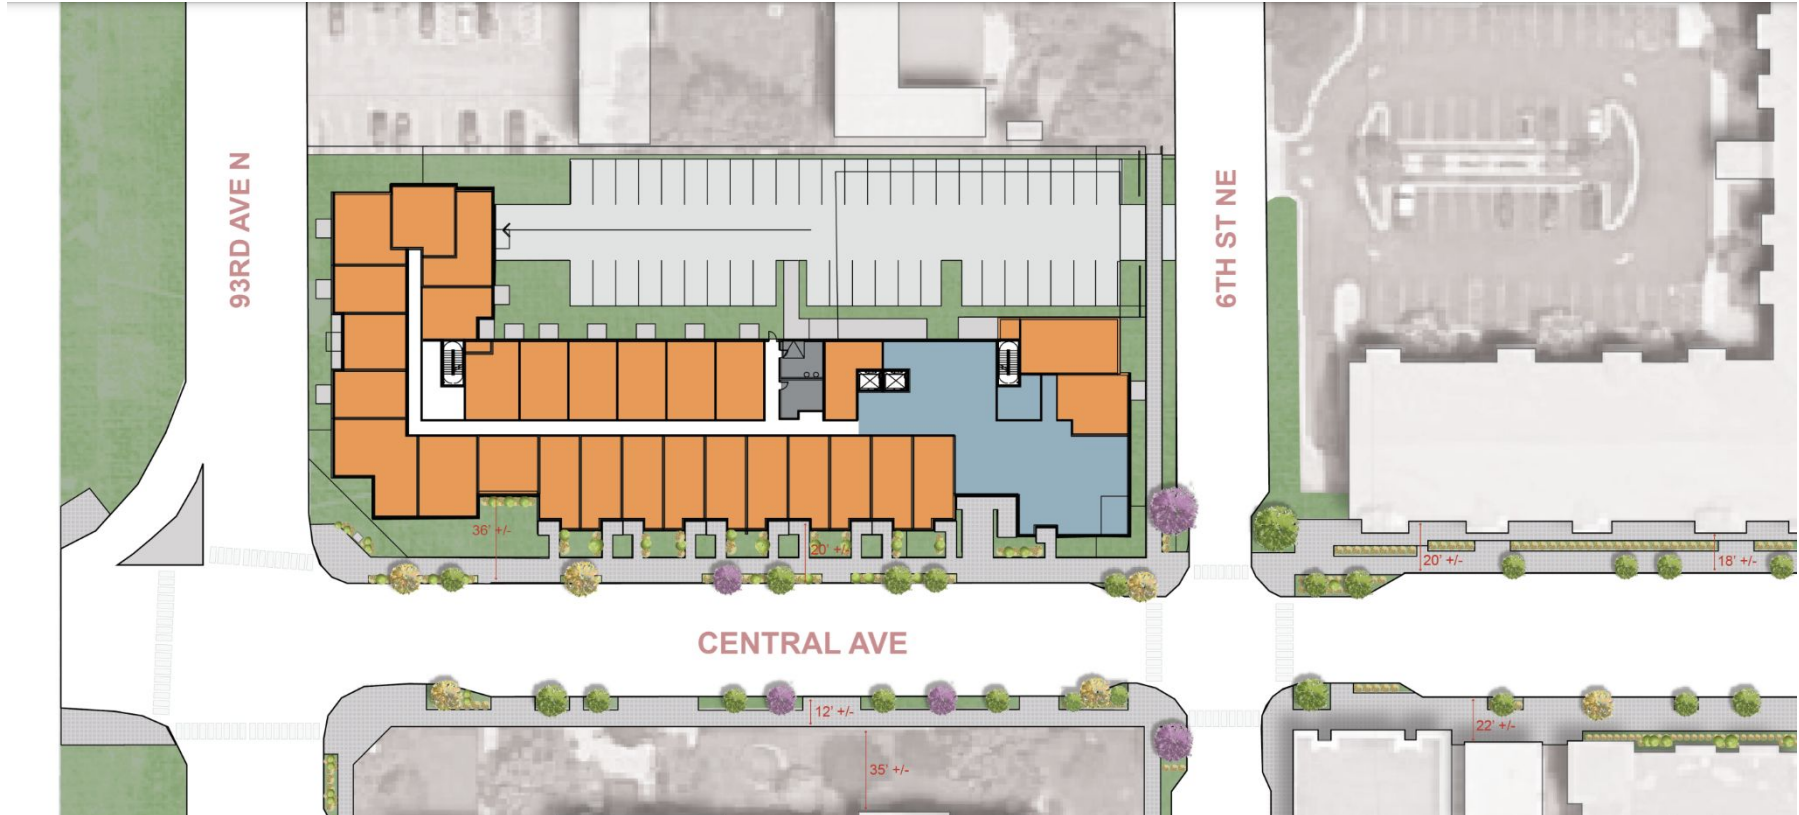 93RD AVE N
6TH ST NE
36' +/-
20' +/-
20' +/-
18' +/-
CENTRAL AVE
12' +/-
22' +/-
35' +/-